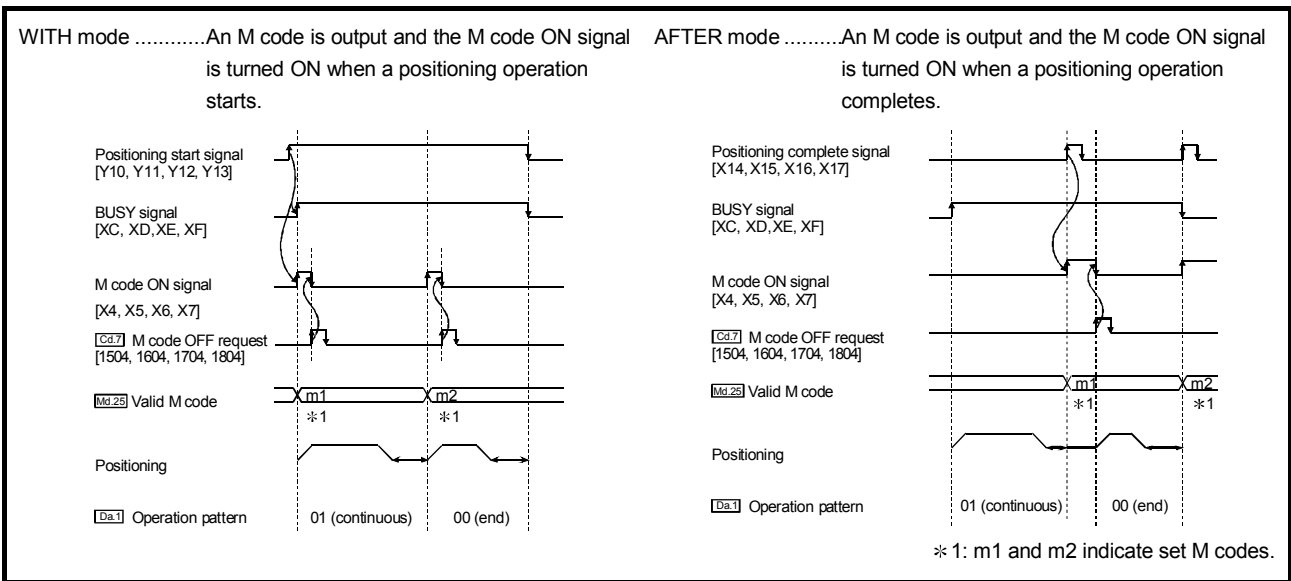 WITH mode ............An M code is output and the M code ON signal
is turned ON when a positioning operation
starts.
Positioning start signal
[Y10, Y11, Y12, Y13]
BUSY signal
[XC, XD,XE, XF]
M code ON signal
[X4, X5, X6, X7]
Cd.7 M code OFF request
[1504, 1604, 1704, 1804]
Md.25 Valid M code
m1
m2
*1
*1
Positioning
Da.1 Operation pattern
01 (continuous)
00 (end)
AFTER mode ..........An M code is output and the M code ON signal
is turned ON when a positioning operation
completes.
Positioning complete signal
[X14, X15, X16, X17]
BUSY signal
[XC, XD,XE, XF]
M code ON signal
[X4, X5, X6, X7]
Cd.7 M code OFF request
[1504, 1604, 1704, 1804]
Md.25 Valid M code
m1
m2
*1
*1
Positioning
Da.1 Operation pattern
01 (continuous)
00 (end)
*1: m1 and m2 indicate set M codes.